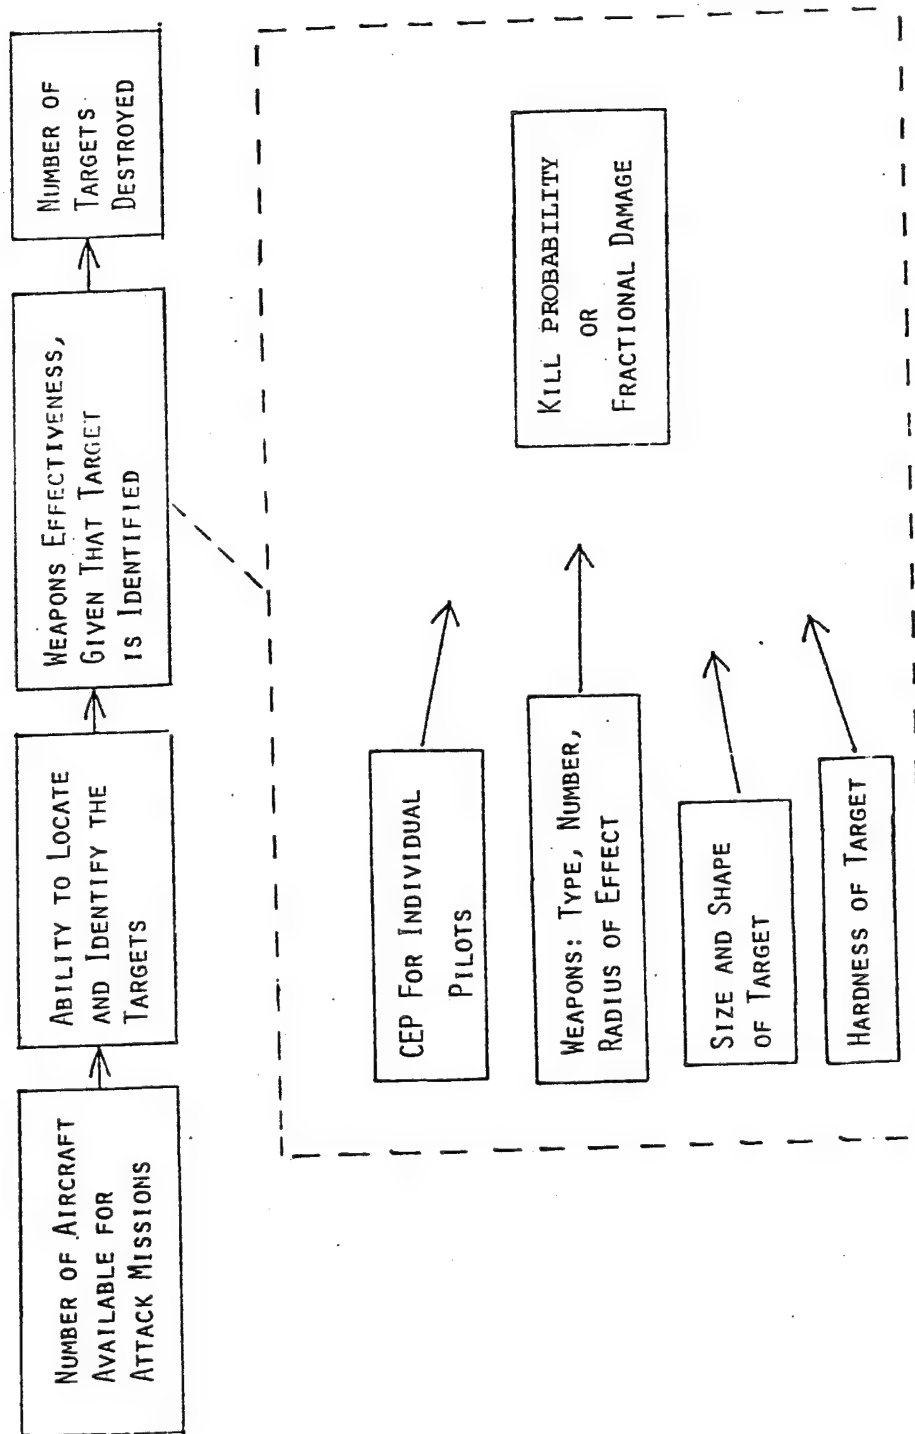 NUMBER OF AIRCRAFT
AVAILABLE FOR
ATTACK MISSIONS
ABILITY TO LOCATE
AND IDENTIFY THE
TARGETS
WEAPONS EFFECTIVENESS,
GIVEN THAT TARGET
IS IDENTIFIED
NUMBER OF
TARGETS
DESTROYED
CEP FOR INDIVIDUAL
PILOTS
WEAPONS: TYPE, NUMBER,
RADIUS OF EFFECT
SIZE AND SHAPE
OF TARGET
HARDNESS OF TARGET
KILL PROBABILITY
OR
FRACTIONAL DAMAGE